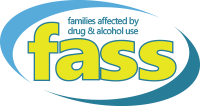 families affected by
drug & alcohol use
fass